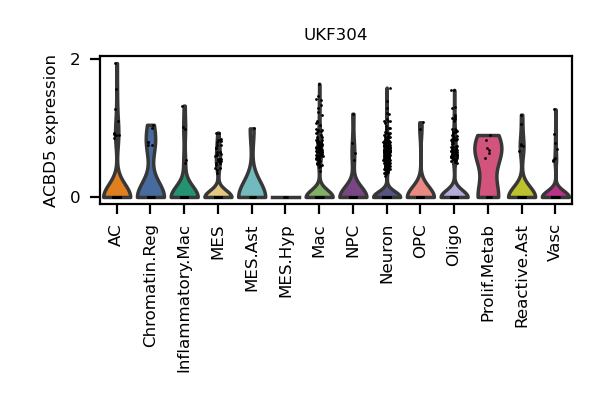 UKF304
ACBD5 expression
2
0
AC
Chromatin.Reg
Inflammatory.Mac
MES
MES.Ast
MES.Hyp
Mac
NPC
Neuron
OPC
Oligo
Prolif.Metab
Reactive.Ast
Vasc